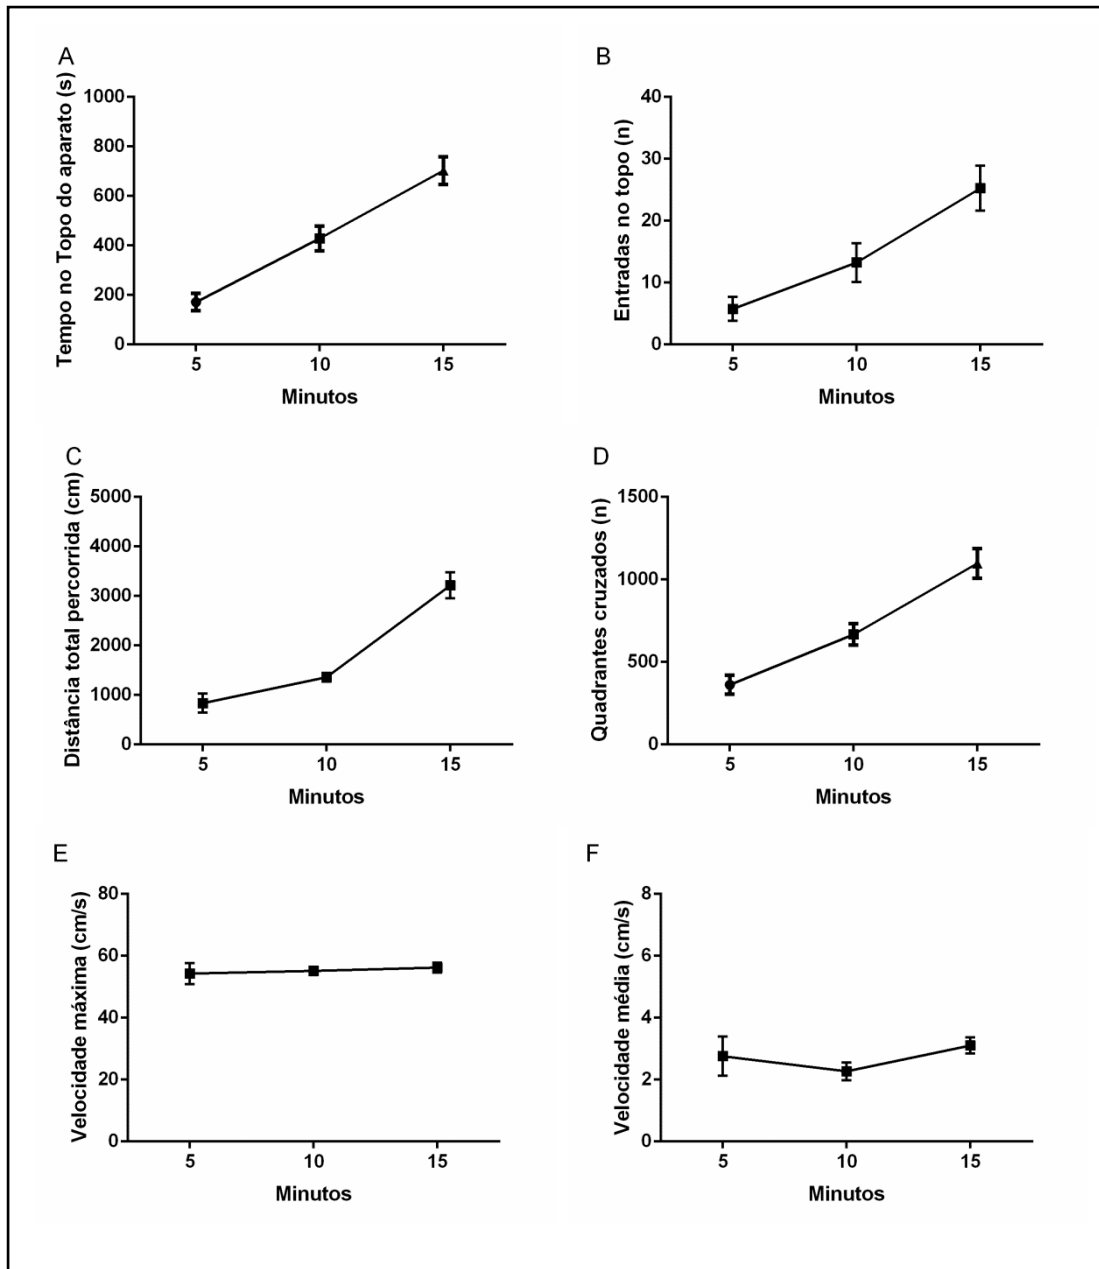 A
Tempo no Topo do aparato (s)
1000
800
600
400
200
0
5 10 15
Minutos
B
Entradas no topo (n)
40
30
20
10
0
5 10 15
Minutos
C
Distância total percorrida (cm)
5000
4000
3000
2000
1000
0
5 10 15
Minutos
D
Quadrantes cruzados (n)
1500
1000
500
0
5 10 15
Minutos
E
Velocidade máxima (cm/s)
80
60
40
20
0
5 10 15
Minutos
F
Velocidade média (cm/s)
8
6
4
2
0
5 10 15
Minutos